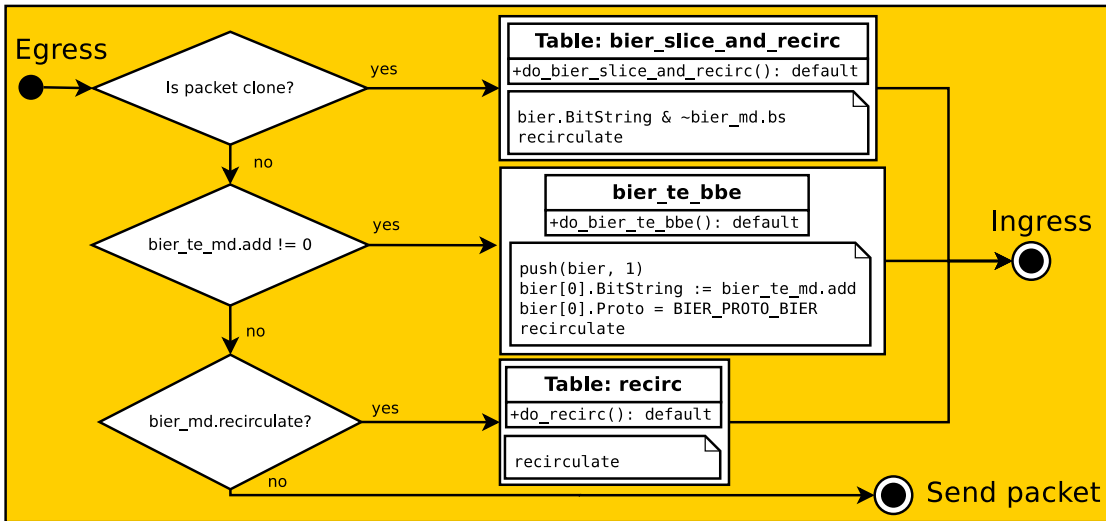 Egress
Is packet clone?
yes
Table: bier_slice_and_recirc
+do_bier_slice_and_recirc(): default
bier.BitString & ~bier_md.bs
recirculate
no
bier_te_md.add != 0
yes
bier_te_bbe
+do_bier_te_bbe(): default
push(bier, 1)
bier[0].BitString := bier_te_md.add
bier[0].Proto = BIER_PROTO_BIER
recirculate
Ingress
no
bier_md.recirculate?
yes
Table: recirc
+do_recirc(): default
recirculate
no
Send packet